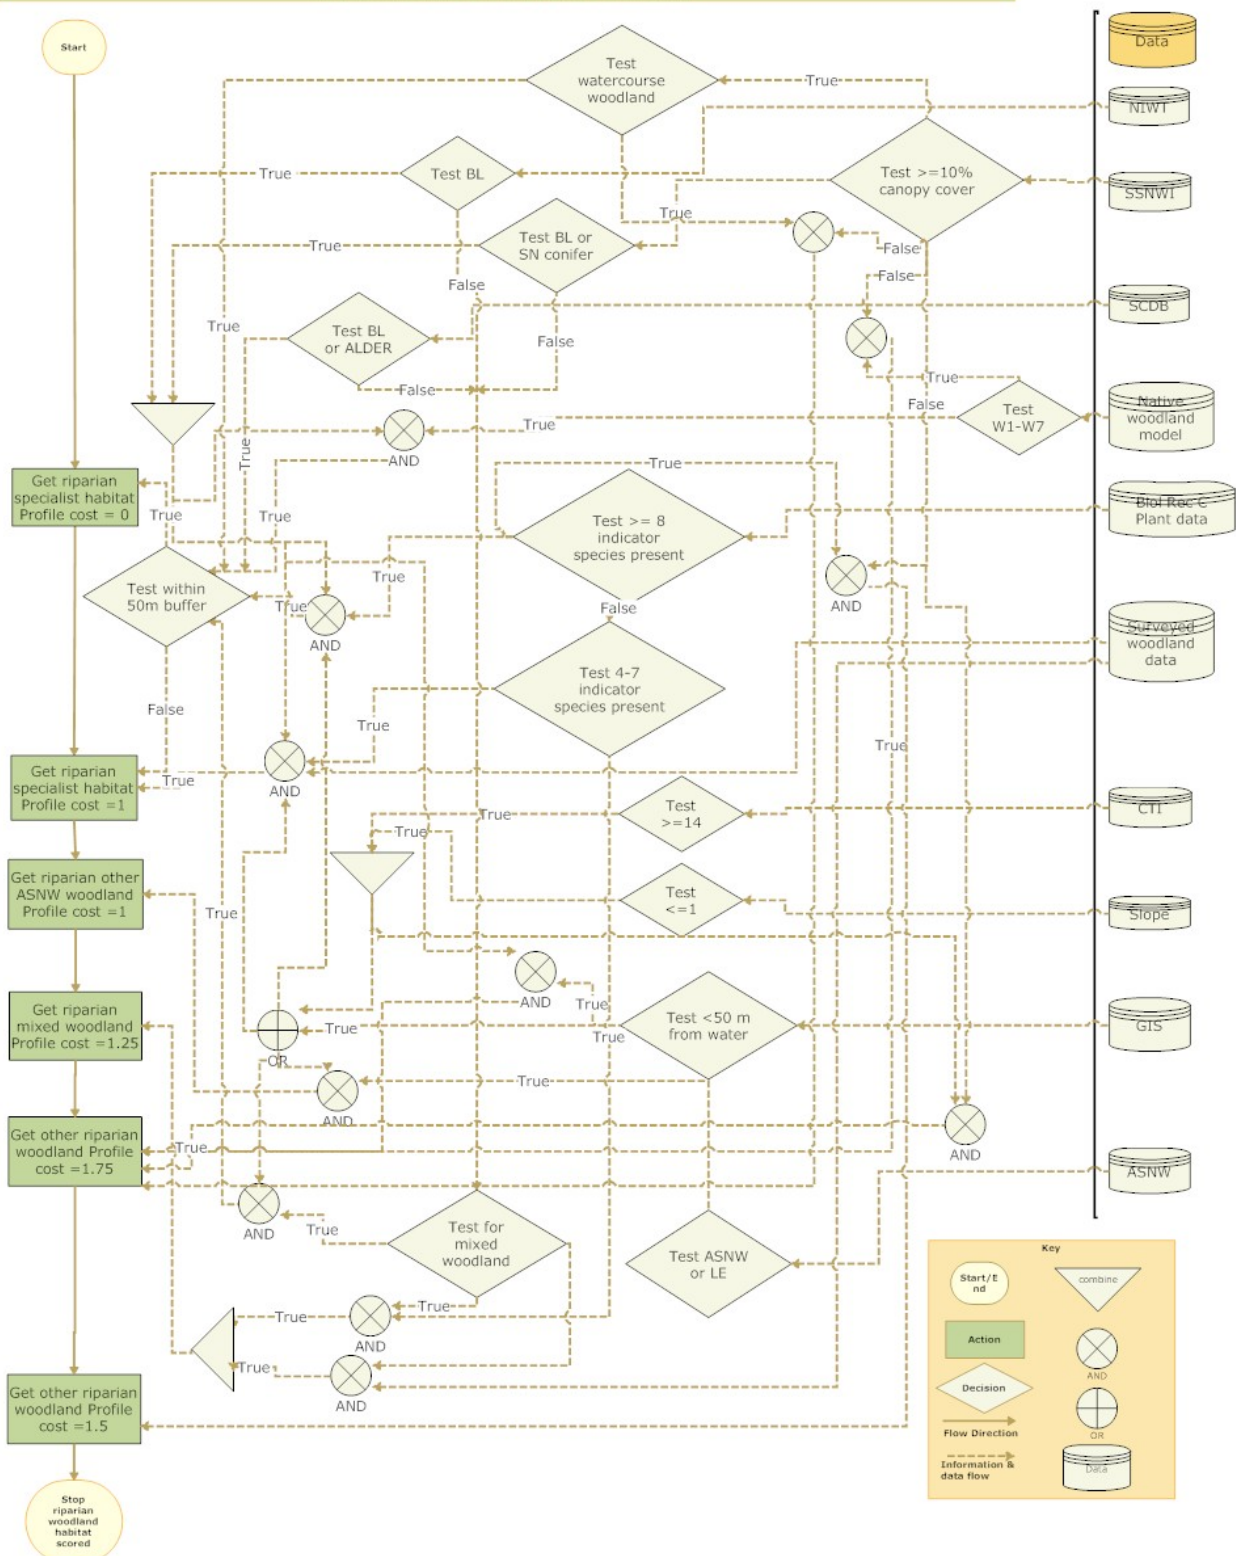 Start
Test
watercourse
woodland
True
Data
NIWT
True
Test BL
Test >=10%
canopy cover
SSNWI
True
True
Test BL or
SN conifer
False
False
False
SCDB
True
Test BL
or ALDER
False
False
True
False
Test
W1-W7
Native
woodland
model
True
AND
True
True
Get riparian
specialist habitat
Profile cost = 0
True
True
Test >= 8
indicator
species present
Biol Rec C
Plant data
Test within
50m buffer
True
True
AND
False
AND
Surveyed
woodland
data
Test 4-7
indicator
species present
False
True
True
Get riparian
specialist habitat
Profile cost =1
True
AND
Test
>=14
True
CTI
True
Get riparian other
ASNW woodland
Profile cost =1
True
Test
<=1
Slope
AND
True
Get riparian
mixed woodland
Profile cost =1.25
OR
True
True
Test <50 m
from water
GIS
True
AND
Get other riparian
woodland Profile
cost =1.75
True
AND
ASNW
AND
True
Test for
mixed
woodland
Test ASNW
or LE
True
True
AND
True
AND
Get other riparian
woodland Profile
cost =1.5
Stop
riparian
woodland
habitat
scored
Key
Start/E
nd
combine
Action
AND
Decision
Flow Direction
OR
Information &
data flow
Data